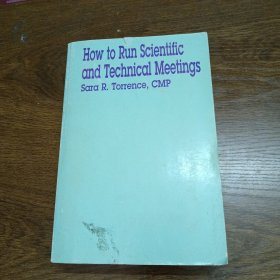 How to Run Scientific
and Technical Meetings
Sara R. Torrence, CMP